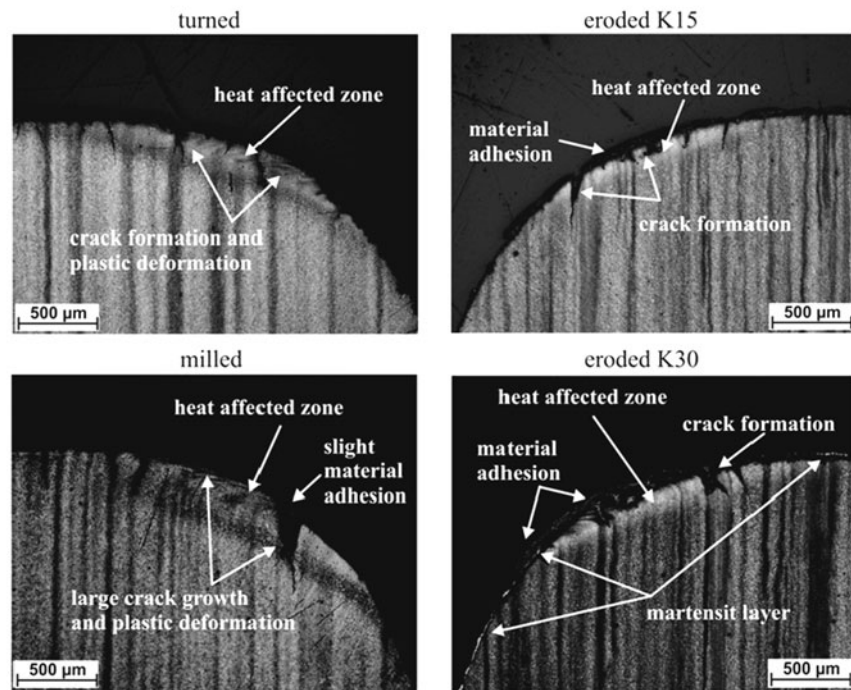 turned
heat affected zone
crack formation and
plastic deformation
500 µm
eroded K15
heat affected zone
material
adhesion
crack formation
500 µm
milled
heat affected zone
slight
material
adhesion
large crack growth
and plastic deformation
500 µm
eroded K30
heat affected zone
crack formation
material
adhesion
martensit layer
500 µm